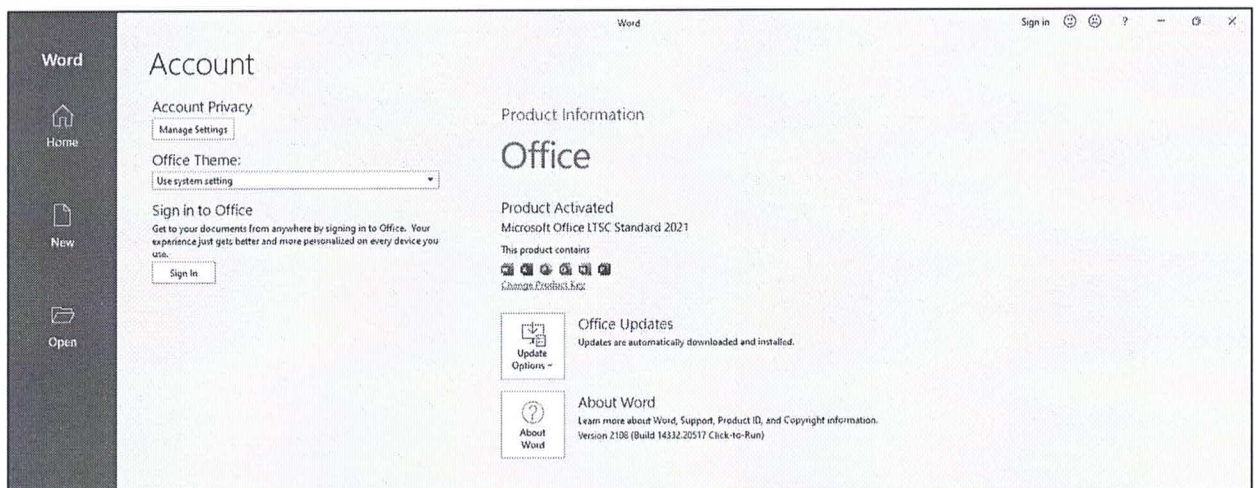 Word
Sign in ?
Word
Account
Home
New
Open
Account Privacy
Manage Settings
Office Theme:
Use system setting
Sign in to Office
Get to your documents from anywhere by signing in to Office. Your
experience just gets better and more personalized on every device you
use.
Sign In
Product Information
Office
Product Activated
Microsoft Office LTSC Standard 2021
This product contains
Change Product Key
Update
Options
Office Updates
Updates are automatically downloaded and installed.
About
Word
About Word
Learn more about Word, Support, Product ID, and Copyright information.
Version 2108 (Build 14332.20517 Click-to-Run)